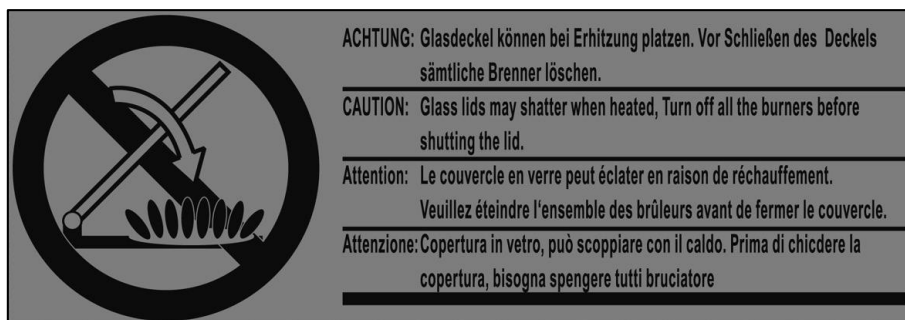 ACHTUNG: Glasdeckel können bei Erhitzung platzen. Vor Schließen des Deckels
sämtliche Brenner löschen.
CAUTION: Glass lids may shatter when heated, Turn off all the burners before
shutting the lid.
Attention: Le couvercle en verre peut éclater en raison de réchauffement.
Veuillez éteindre l'ensemble des brûleurs avant de fermer le couvercle.
Attenzione: Copertura in vetro, può scoppiare con il caldo. Prima di chicdere la
copertura, bisogna spengere tutti bruciatore